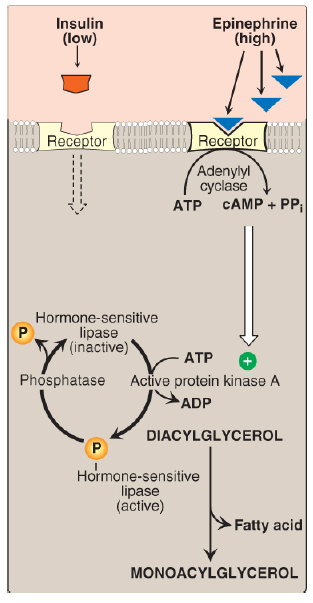 Insulin
(low)
Epinephrine
(high)
Receptor
Receptor
Adenylyl
cyclase
ATP
cAMP + PPi
Hormone-sensitive
lipase
(inactive)
P
ATP
+
Phosphatase
Active protein kinase A
ADP
P
Hormone-sensitive
lipase
(active)
DIACYLGLYCEROL
Fatty acid
MONOACYLGLYCEROL